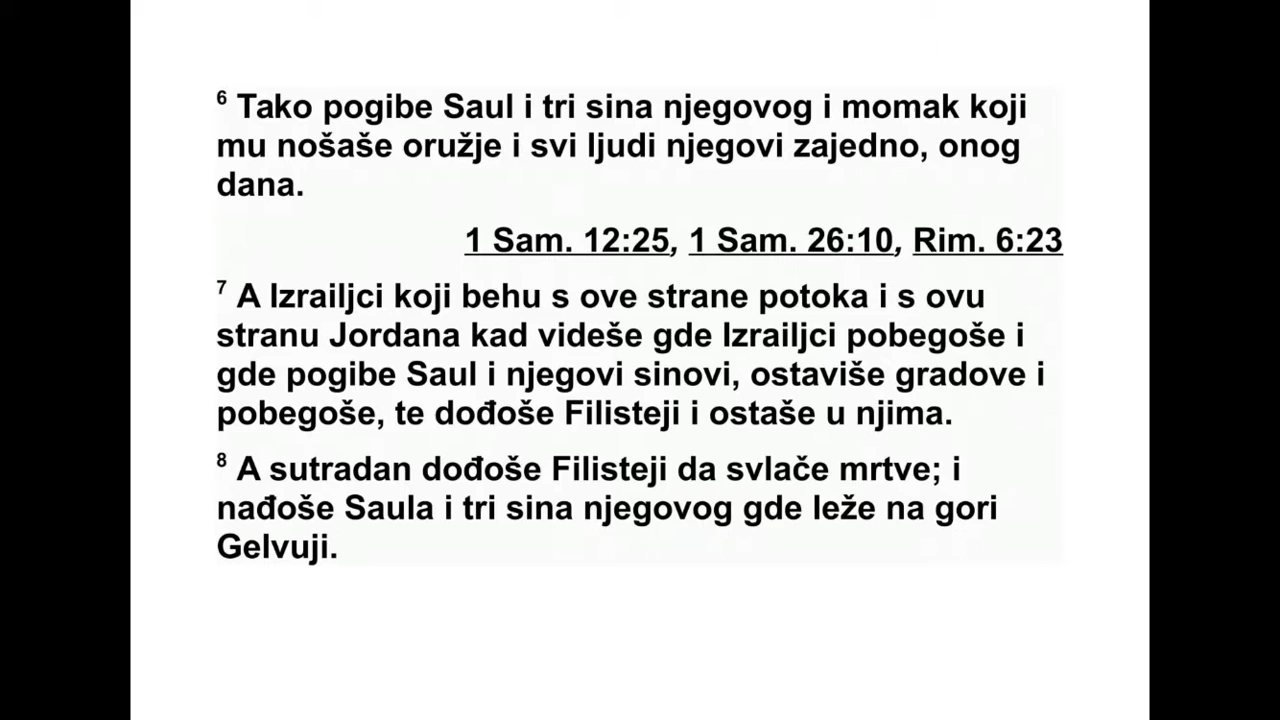 6 Tako pogibe Saul i tri sina njegovog i momak koji
mu nošaše oružje i svi ljudi njegovi zajedno, onog
dana.
1 Sam. 12:25, 1 Sam. 26:10, Rim. 6:23
7 A Izrailjci koji behu s ove strane potoka i s ovu
stranu Jordana kad videše gde Izrailjci pobegoše i
gde pogibe Saul i njegovi sinovi, ostaviše gradove i
pobegoše, te dođoše Filisteji i ostaše u njima.
8 A sutradan dođoše Filisteji da svlače mrtve; i
nađoše Saula i tri sina njegovog gde leže na gori
Gelvuji.